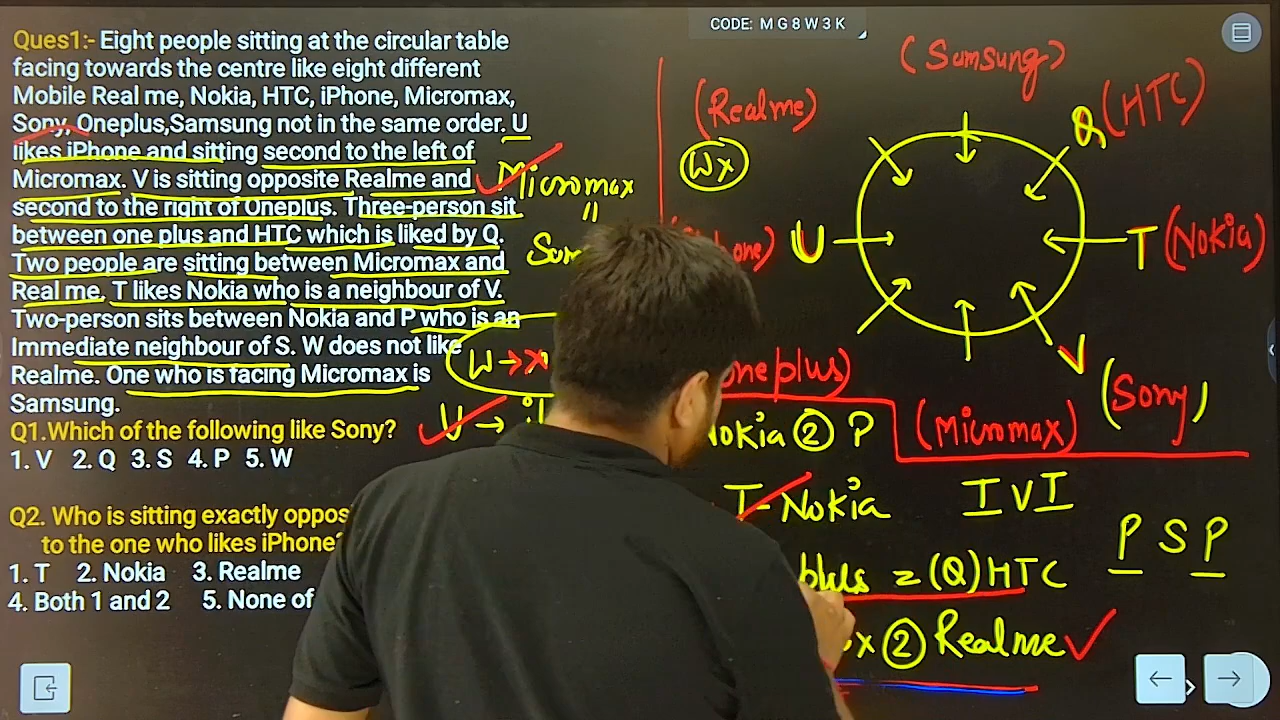 CODE: M G 8 W 3 K
Ques1:- Eight people sitting at the circular table
facing towards the centre like eight different
Mobile Real me, Nokia, HTC, iPhone, Micromax,
Sony, Oneplus,Samsung not in the same order. U
likes iPhone and sitting second to the left of
Micromax. V is sitting opposite Realme and
second to the right of Oneplus. Three-person sit
between one plus and HTC which is liked by Q.
Two people are sitting between Micromax and
Real me. T likes Nokia who is a neighbour of V.
Two-person sits between Nokia and P who is an
Immediate neighbour of S. W does not like
Realme. One who is facing Micromax is
Samsung.
Q1.Which of the following like Sony?
1. V 2. Q 3. S 4. P 5. W
Q2. Who is sitting exactly
to the one who likes iPhone?
1. T 2. Nokia 3. Realme
4. Both 1 and 2 5. None of
Micromax
"
W → x
U →
(Samsung)
(Realme)
Q (HTC)
Wx
U
T (Nokia)
V
(Sony)
oneplus)
(Micromax)
Nokia 2 P
T - Nokia
I V I
P S P
plus = (Q) HTC
x 2 Realme